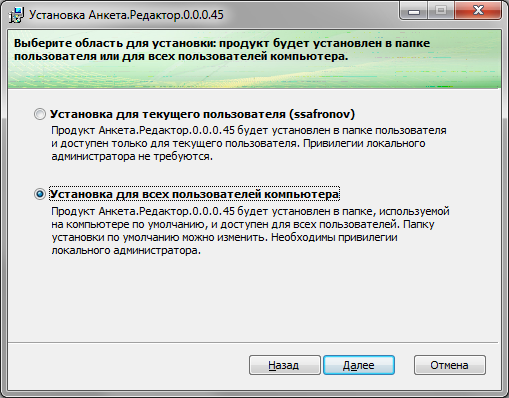 Установка Анкета.Редактор.0.0.0.45
Выберите область для установки: продукт будет установлен в папке
пользователя или для всех пользователей компьютера.
Установка для текущего пользователя (ssafronov)
Продукт Анкета.Редактор.0.0.0.45 будет установлен в папке пользователя
и доступен только для текущего пользователя. Привилегии локального
администратора не требуются.
Установка для всех пользователей компьютера
Продукт Анкета.Редактор.0.0.0.45 будет установлен в папке, используемой
на компьютере по умолчанию, и доступен для всех пользователей. Папку
установки по умолчанию можно изменить. Необходимы привилегии
локального администратора.
Назад Далее Отмена